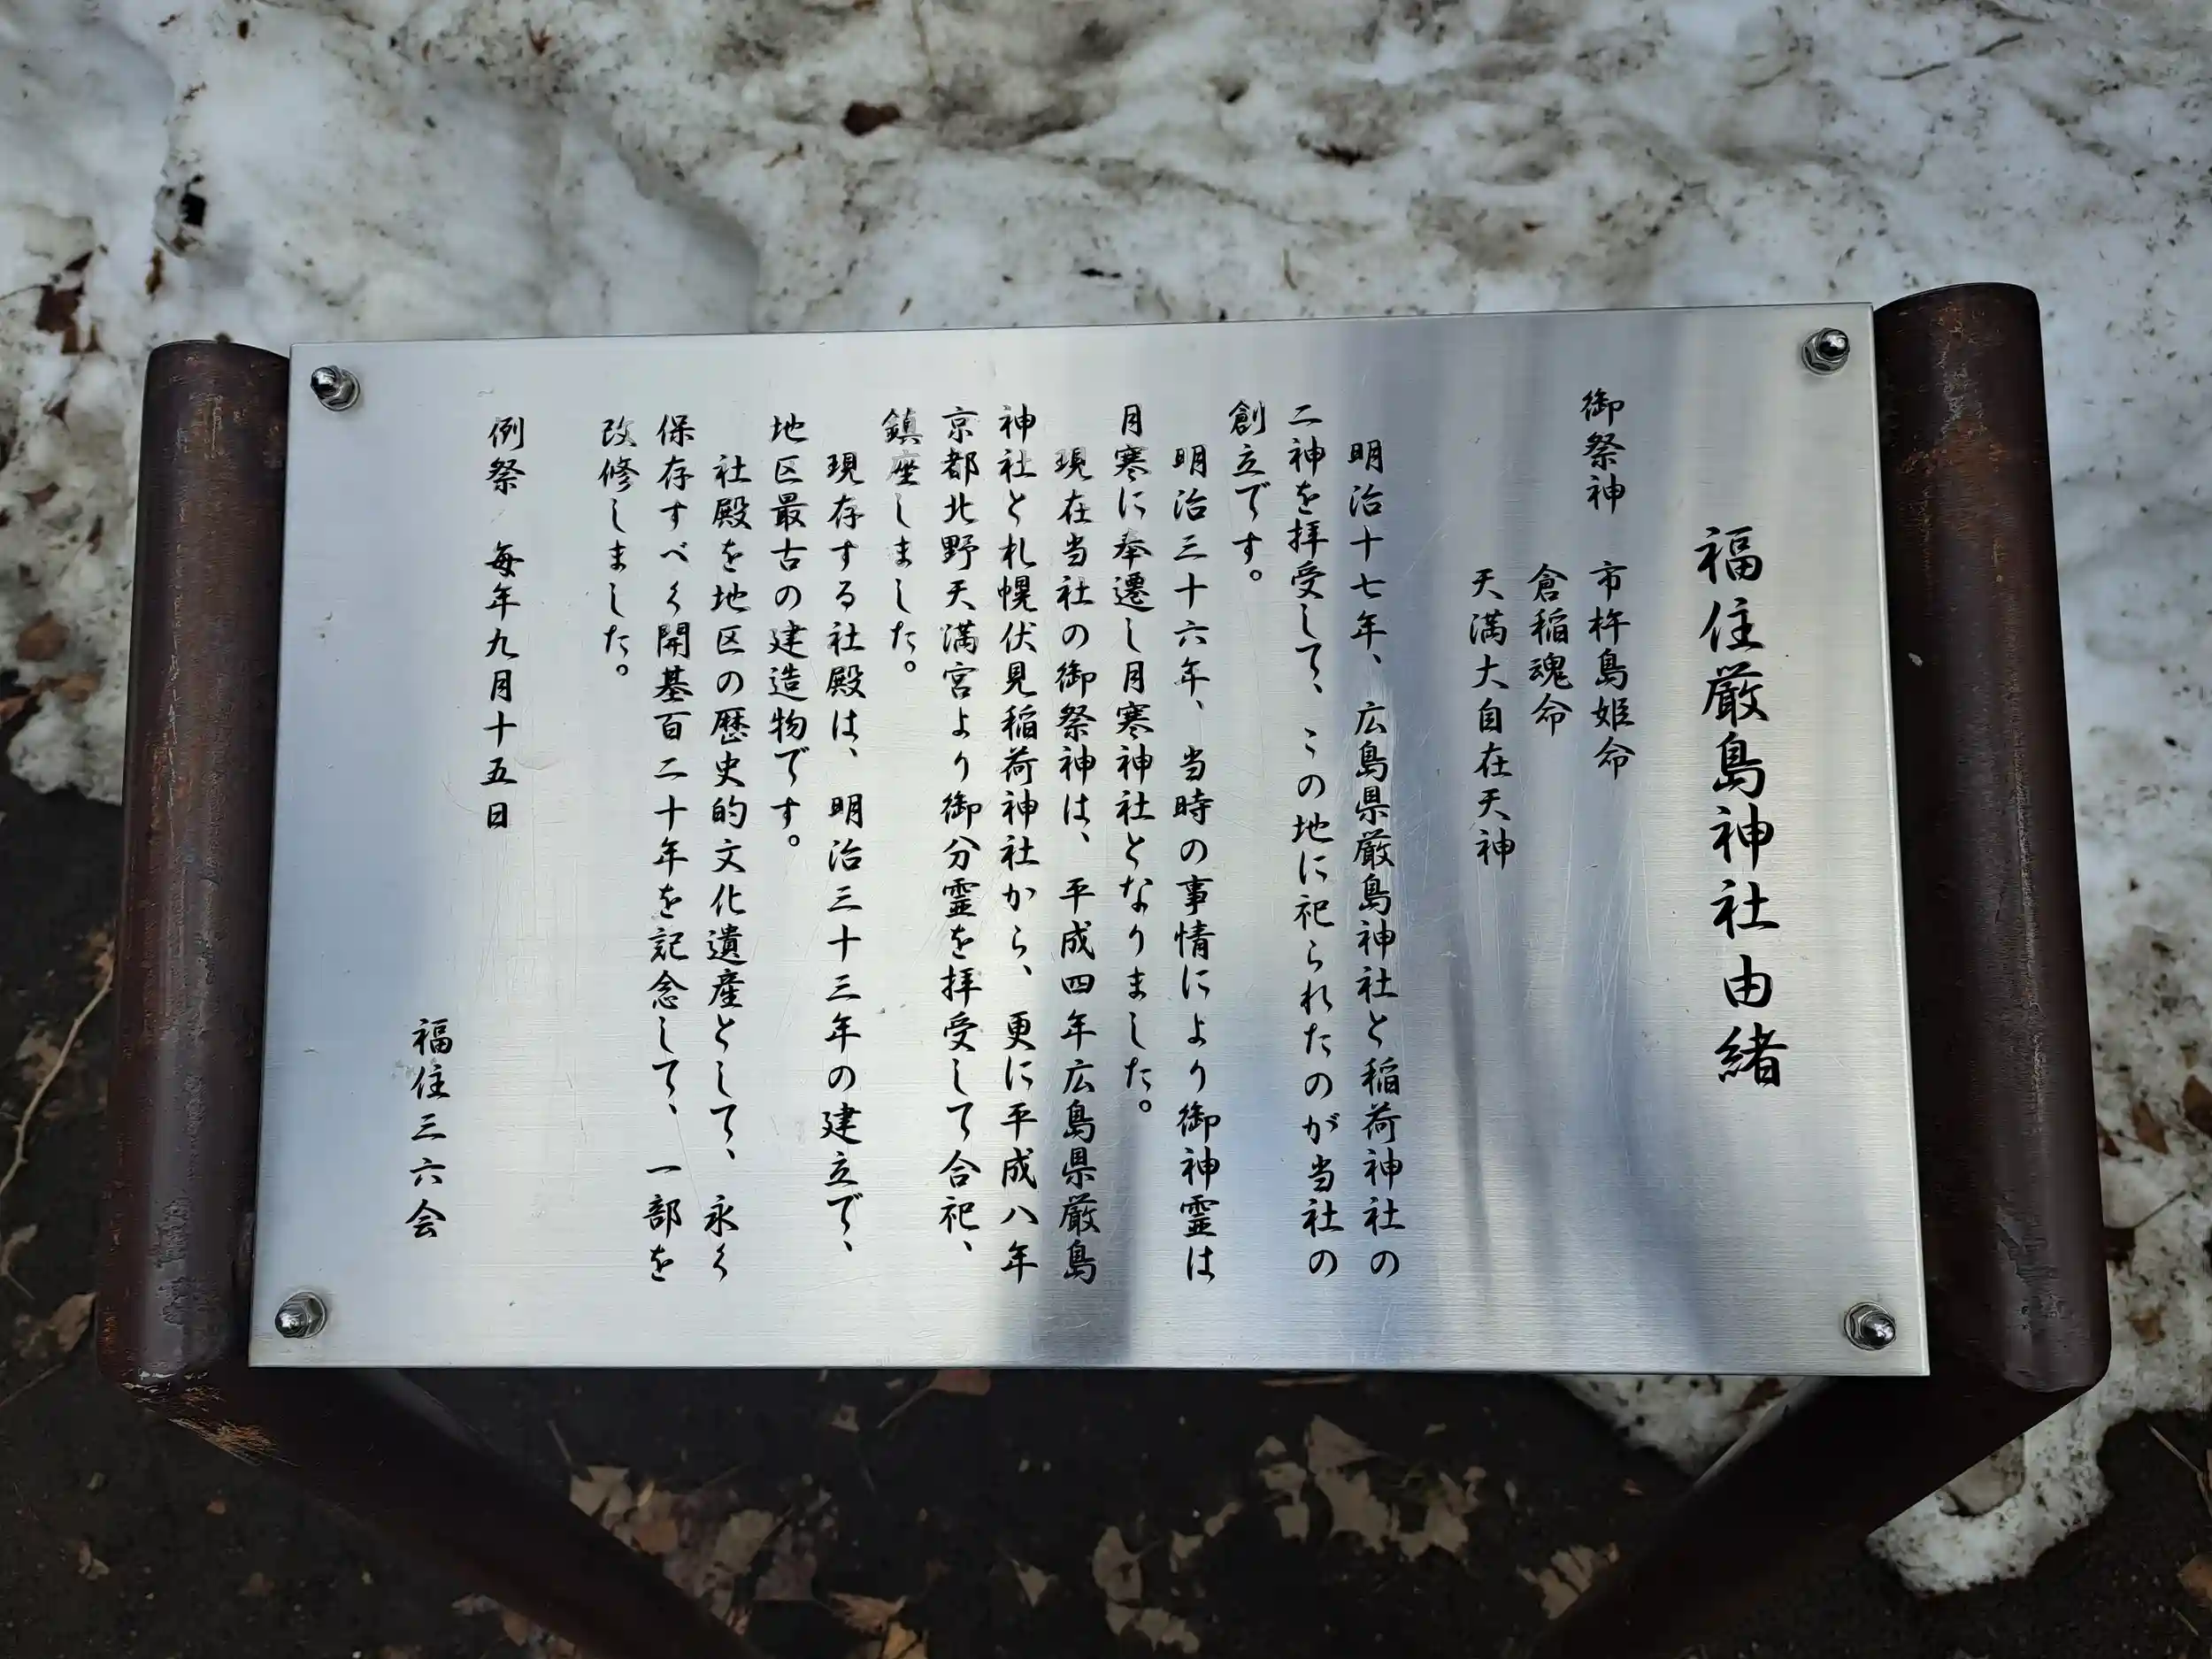 福住厳島神社由緒
御祭神 市杵島姫命
倉稲魂命
天満大自在天神
明治十七年、広島県厳島神社と稲荷神社の
二神を拝受して、この地に祀られたのが当社の
創立です。
明治三十六年、当時の事情により御神霊は
月寒に奉遷し月寒神社となりました。
現在当社の御祭神は、平成四年広島県厳島
神社と札幌伏見稲荷神社から、更に平成八年
京都北野天満宮より御分霊を拝受して合祀、
鎮座しました。
現存する社殿は、明治三十三年の建立で、
地区最古の建造物です。
社殿を地区の歴史的文化遺産として、永く
保存すべく開基百二十年を記念して、一部を
改修しました。
例祭 毎年九月十五日
福住三六会